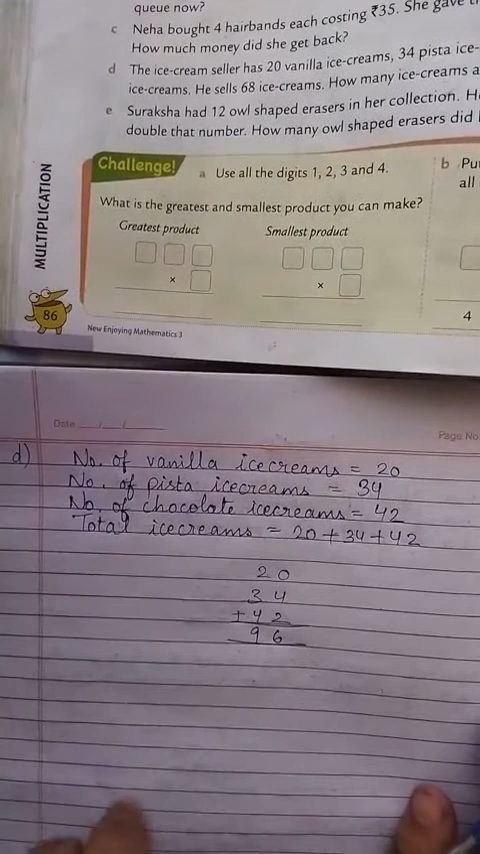 queue now?
c Neha bought 4 hairbands each costing ₹35. She gave
How much money did she get back?
d The ice-cream seller has 20 vanilla ice-creams, 34 pista ice-
ice-creams. He sells 68 ice-creams. How many ice-creams
e Suraksha had 12 owl shaped erasers in her collection.
double that number. How many owl shaped erasers did
MULTIPLICATION
Challenge!
a Use all the digits 1, 2, 3 and 4.
What is the greatest and smallest product you can make?
Greatest product Smallest product
× ×
b
all
4
86
New Enjoying Mathematics 3
Date __/__/__
Page No.
d) No. of vanilla icecreams = 20
No. of pista icecreams = 34
No. of chocolate icecreams = 42
Total icecreams = 20+34+42
20
34
+42
96